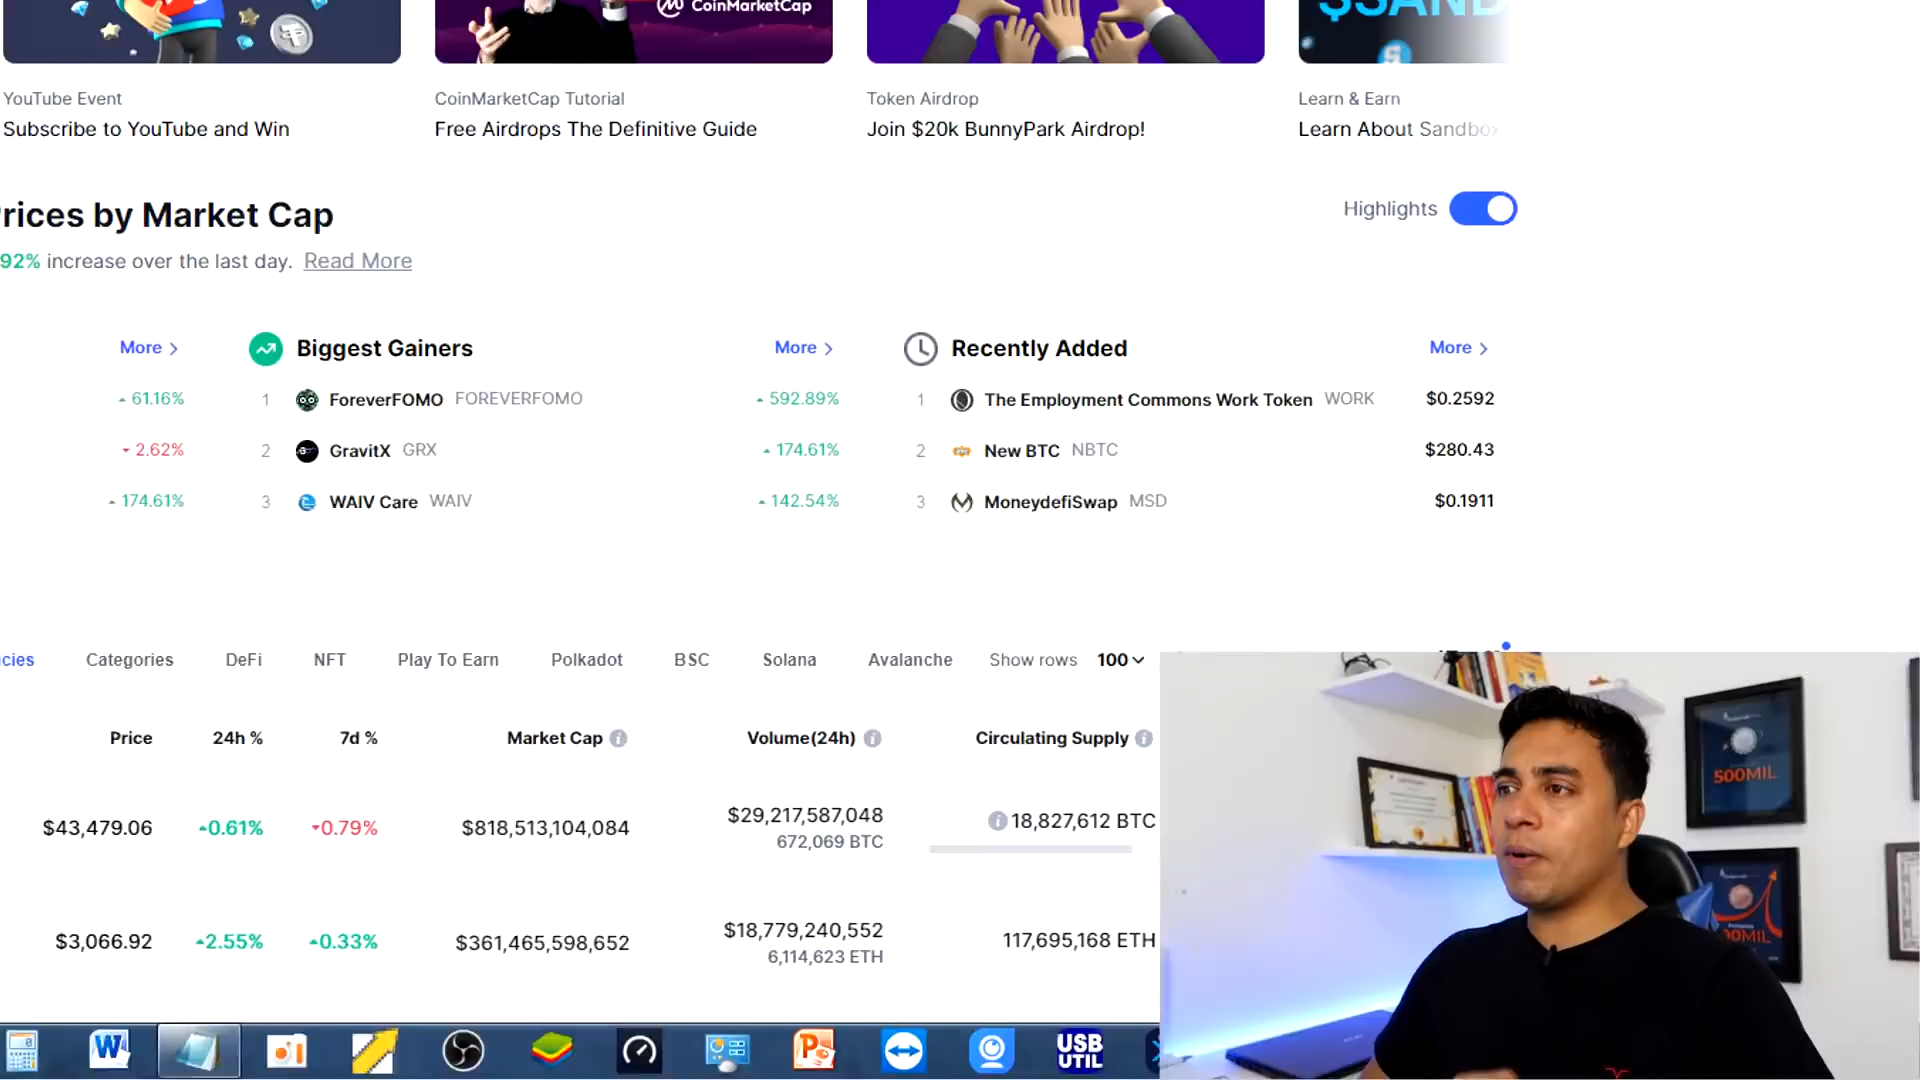 CoinMarketCap
$SAND
YouTube Event
Subscribe to YouTube and Win
CoinMarketCap Tutorial
Free Airdrops The Definitive Guide
Token Airdrop
Join $20k BunnyPark Airdrop!
Learn & Earn
Learn About Sandbox
rices by Market Cap
Highlights
92% increase over the last day. Read More
More
61.16%
2.62%
174.61%
Biggest Gainers
More
1 ForeverFOMO FOREVERFOMO 592.89%
2 GravitX GRX 174.61%
3 WAIV Care WAIV 142.54%
Recently Added
More
1 The Employment Commons Work Token WORK $0.2592
2 New BTC NBTC $280.43
3 MoneydefiSwap MSD $0.1911
cies Categories DeFi NFT Play To Earn Polkadot BSC Solana Avalanche Show rows 100
Price 24h % 7d % Market Cap Volume(24h) Circulating Supply
$43,479.06 0.61% 0.79% $818,513,104,084 $29,217,587,048 18,827,612 BTC
672,069 BTC
$3,066.92 2.55% 0.33% $361,465,598,652 $18,779,240,552 117,695,168 ETH
6,114,623 ETH
500MIL
00MIL
USB
UTIL